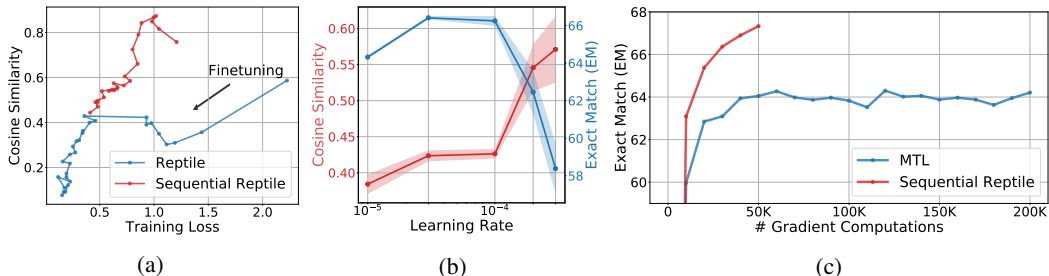 Cosine Similarity
0.8
0.6
0.4
0.2
0.5 1.0 1.5 2.0
Training Loss
Finetuning
Reptile
Sequential Reptile
(a)
Cosine Similarity
0.60
0.55
0.50
0.45
0.40
10⁻⁵ 10⁻⁴
Learning Rate
66
64
62
60
58
Exact Match (EM)
(b)
Exact Match (EM)
68
66
64
62
60
0 50K 100K 150K 200K
# Gradient Computations
MTL
Sequential Reptile
(c)